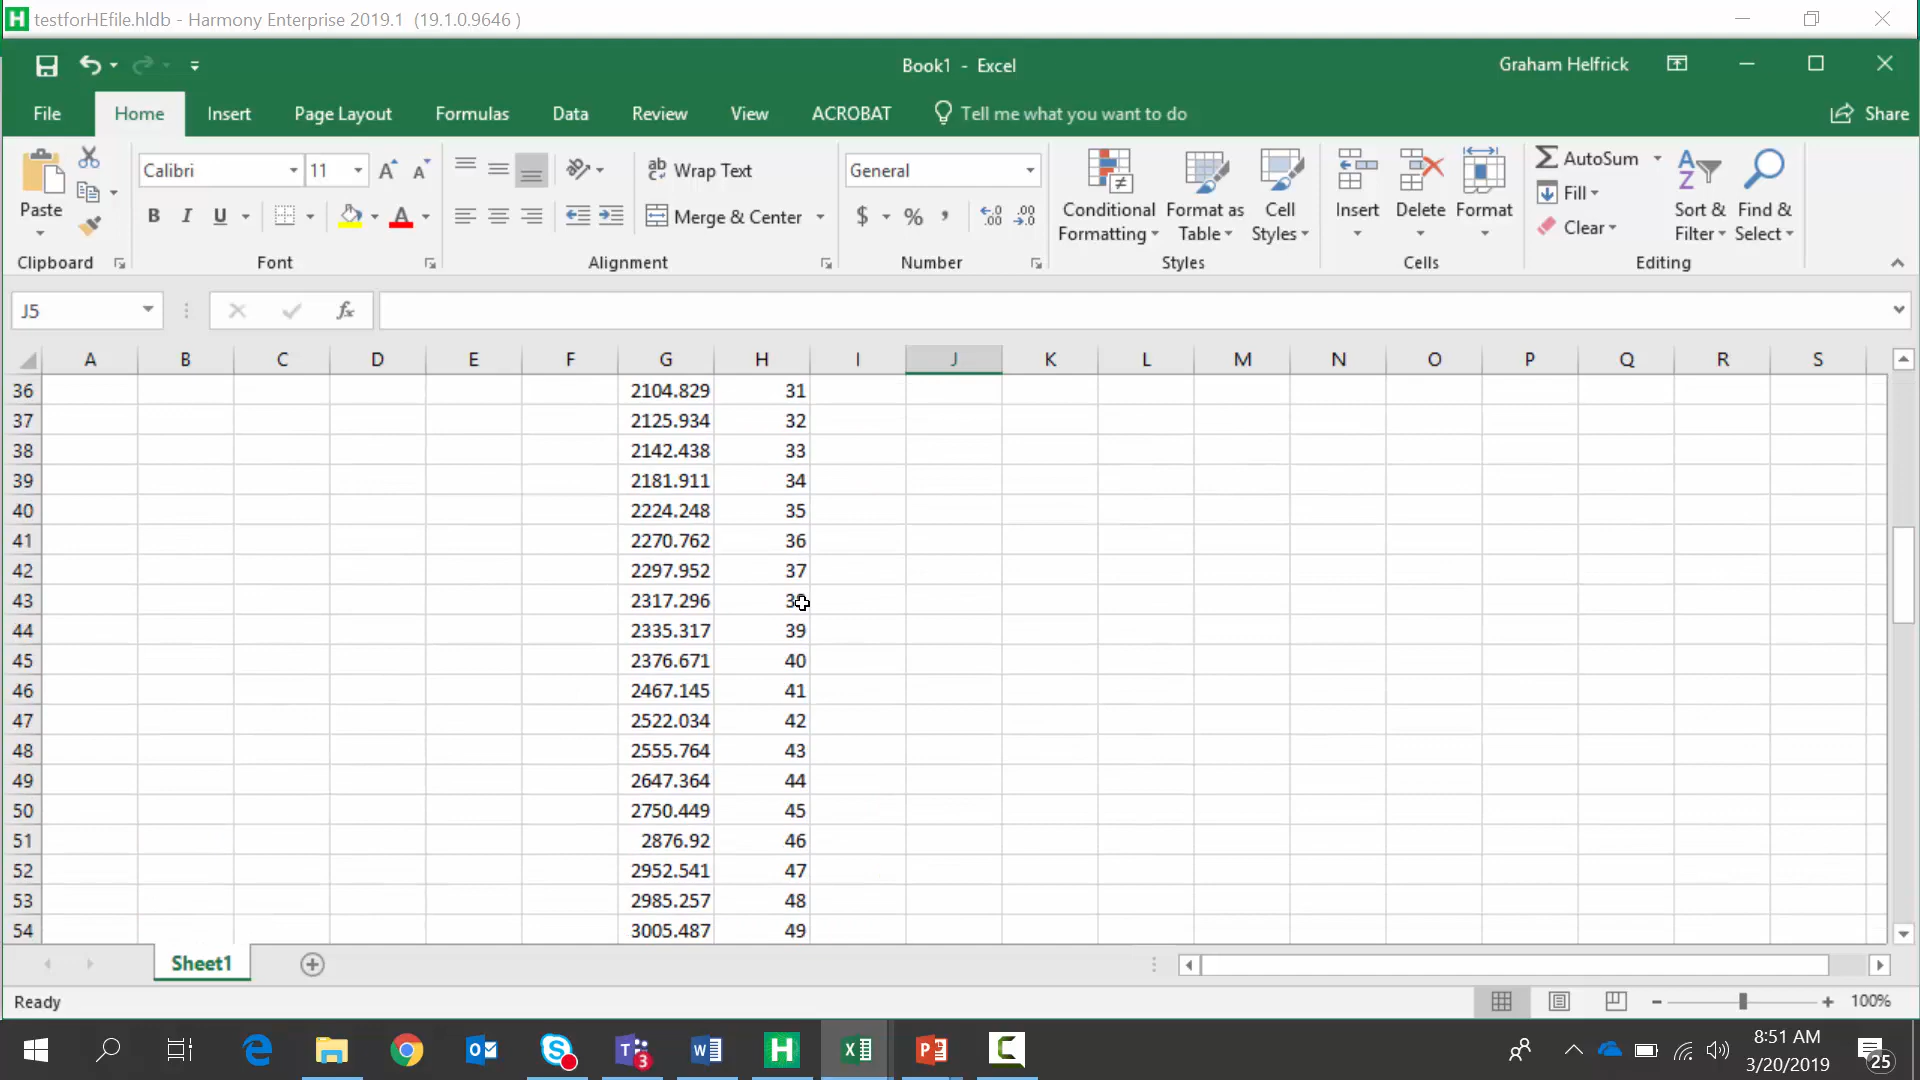 testforHEfile.hldb - Harmony Enterprise 2019.1 (19.1.0.9646 )
Book1 - Excel
Graham Helfrick
File Home Insert Page Layout Formulas Data Review View ACROBAT Tell me what you want to do Share
Paste
Clipboard
Calibri 11
B I U
Font
Wrap Text
Merge & Center
Alignment
General
$ % ,
Number
Conditional Formatting
Format as Table
Cell Styles
Styles
Insert Delete Format
Cells
AutoSum
Fill
Clear
Sort & Filter
Find & Select
Editing
J5
fx
A B C D E F G H I J K L M N O P Q R S
36 2104.829 31
37 2125.934 32
38 2142.438 33
39 2181.911 34
40 2224.248 35
41 2270.762 36
42 2297.952 37
43 2317.296
44 2335.317 39
45 2376.671 40
46 2467.145 41
47 2522.034 42
48 2555.764 43
49 2647.364 44
50 2750.449 45
51 2876.92 46
52 2952.541 47
53 2985.257 48
54 3005.487 49
Sheet1
Ready
100%
8:51 AM
3/20/2019
25